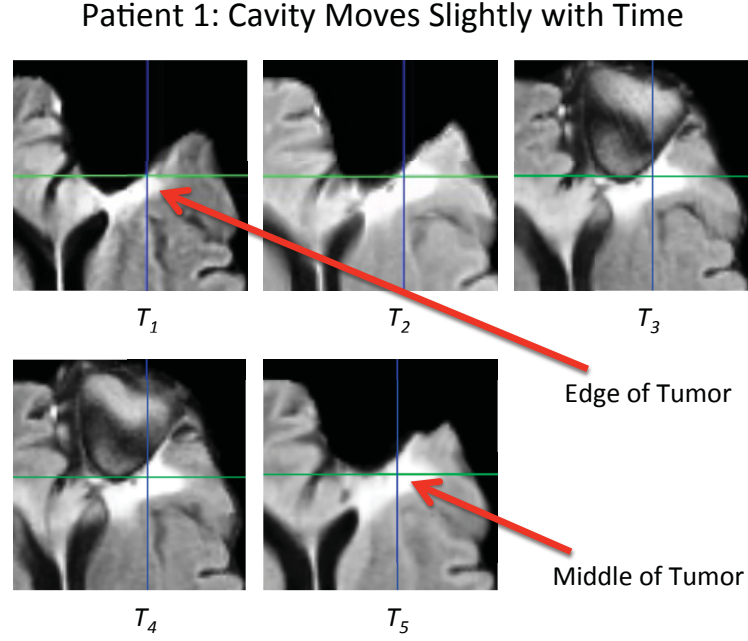 Patient 1: Cavity Moves Slightly with Time
T₁
T₂
T₃
Edge of Tumor
Middle of Tumor
T₄
T₅